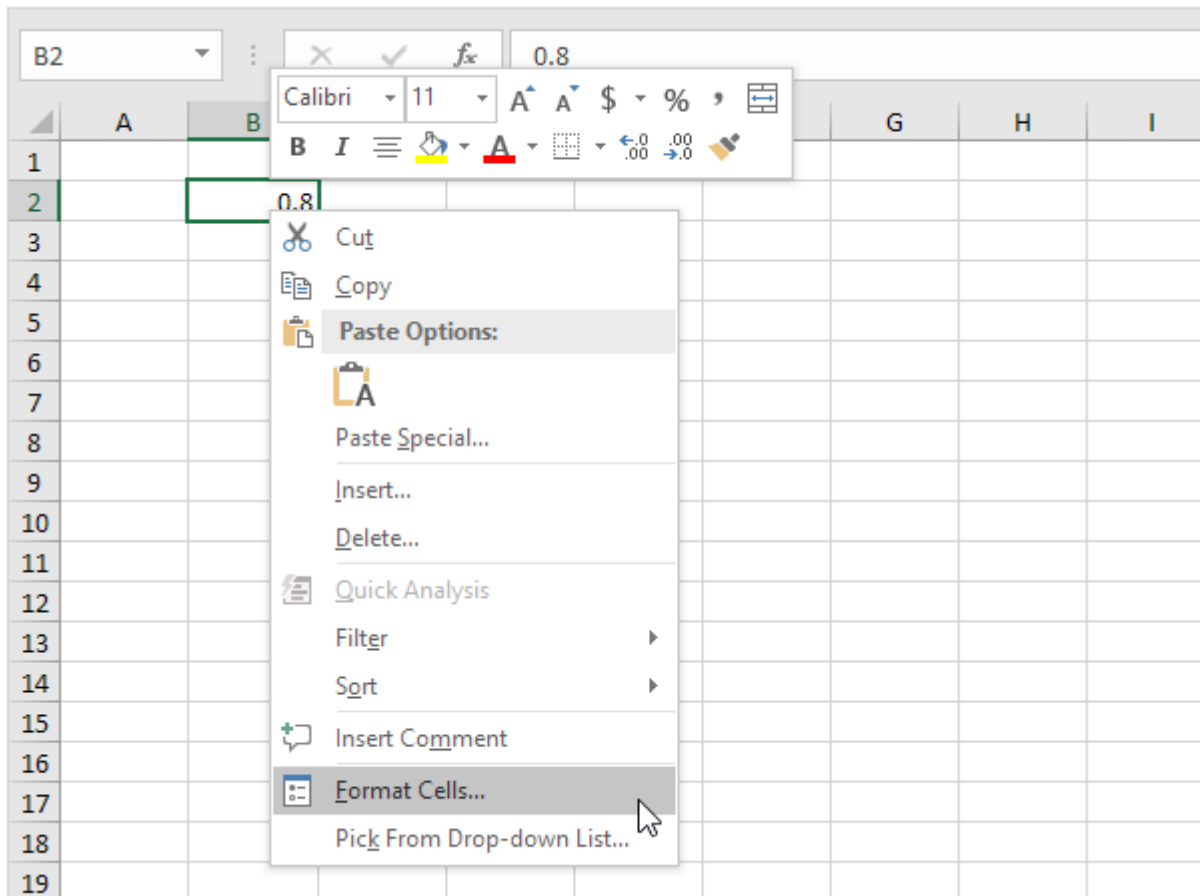 B2 fx 0.8
Calibri 11 A A $ % ,
A B G H I
B I A .0 .00 .00 .0
1
2 0.8
3 Cut
4 Copy
5 Paste Options:
6
7 A
8 Paste Special...
9 Insert...
10 Delete...
11
12 Quick Analysis
13 Filter
14 Sort
15 Insert Comment
16
17 Format Cells...
18 Pick From Drop-down List...
19